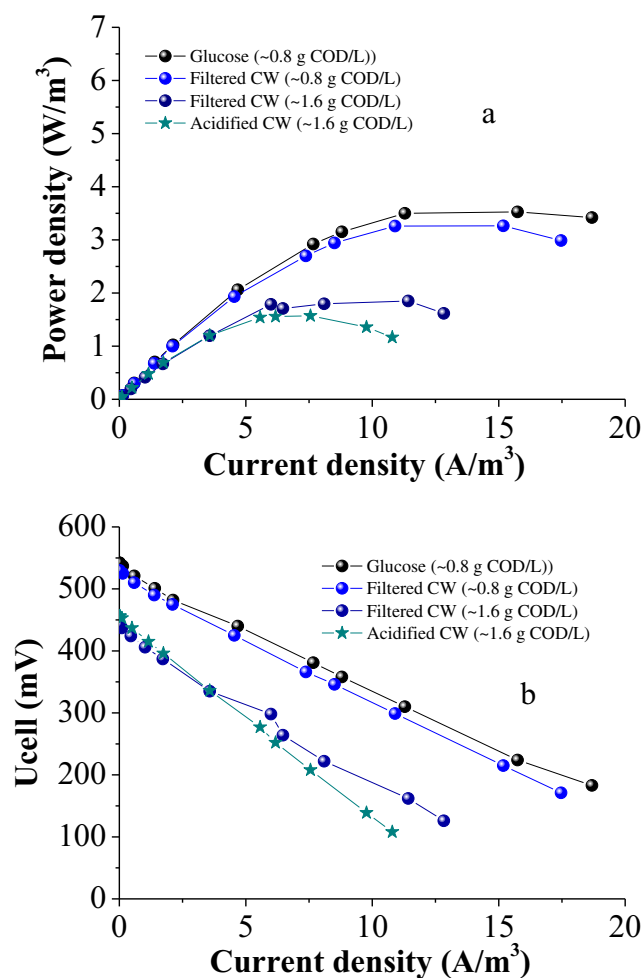 7
6
5
4
3
2
1
0
Power density (W/m³)
Glucose (~0.8 g COD/L))
Filtered CW (~0.8 g COD/L)
Filtered CW (~1.6 g COD/L)
Acidified CW (~1.6 g COD/L)
a
0 5 10 15 20
Current density (A/m³)
600
500
400
300
200
100
0
Ucell (mV)
Glucose (~0.8 g COD/L))
Filtered CW (~0.8 g COD/L)
Filtered CW (~1.6 g COD/L)
Acidified CW (~1.6 g COD/L)
b
0 5 10 15 20
Current density (A/m³)